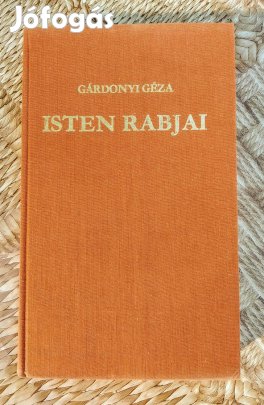 Jófogás
GÁRDONYI GÉZA
ISTEN RABJAI